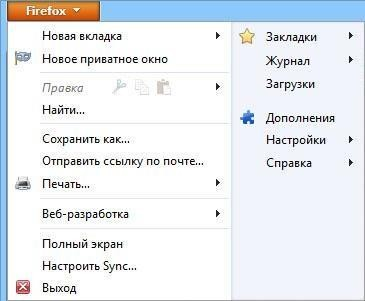 Firefox
Новая вкладка
Новое приватное окно
Правка
Найти...
Сохранить как...
Отправить ссылку по почте...
Печать...
Веб-разработка
Полный экран
Настроить Sync...
Выход
Закладки
Журнал
Загрузки
Дополнения
Настройки
Справка